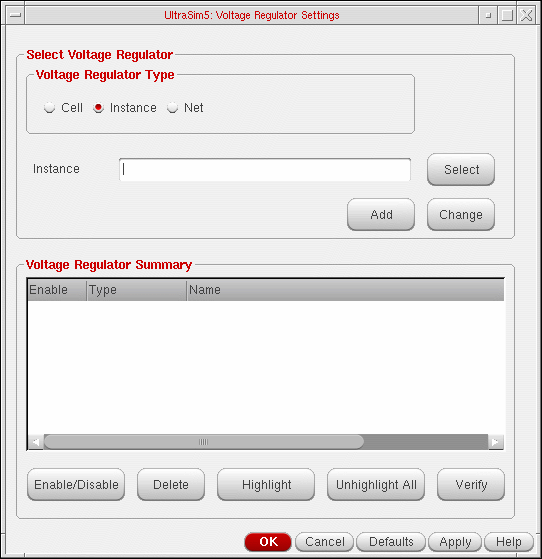 UltraSim5: Voltage Regulator Settings
Select Voltage Regulator
Voltage Regulator Type
Cell Instance Net
Instance Select
Add Change
Voltage Regulator Summary
Enable Type Name
Enable/Disable Delete Highlight Unhighlight All Verify
OK Cancel Defaults Apply Help